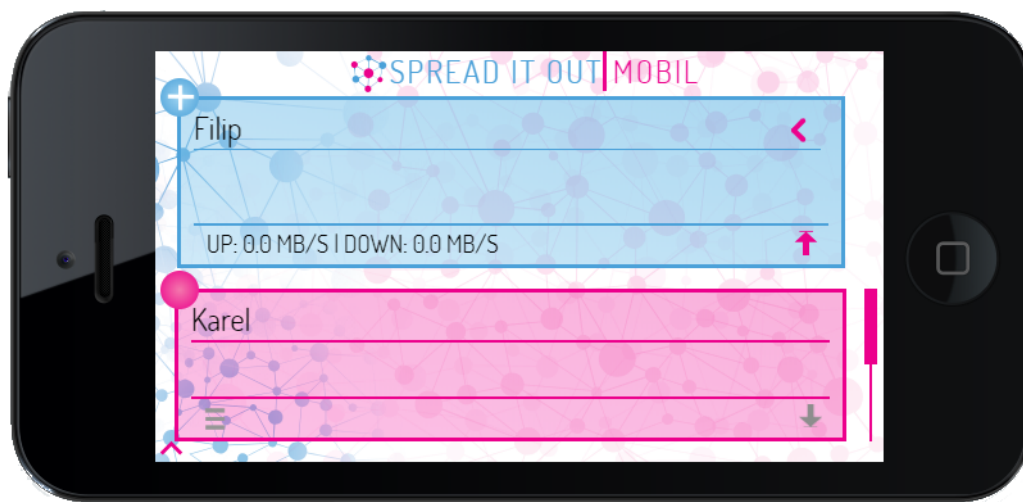 SPREAD IT OUT MOBIL
Filip
UP: 0.0 MB/S | DOWN: 0.0 MB/S
Karel